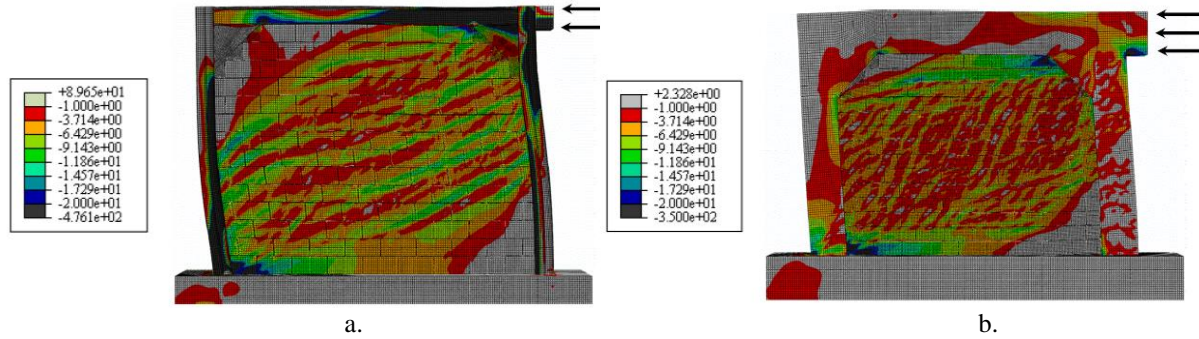 +8.965e+01
-1.000e+00
-3.714e+00
-6.429e+00
-9.143e+00
-1.186e+01
-1.457e+01
-1.729e+01
-2.000e+01
-4.761e+02
+2.328e+00
-1.000e+00
-3.714e+00
-6.429e+00
-9.143e+00
-1.186e+01
-1.457e+01
-1.729e+01
-2.000e+01
-3.500e+02
a.
b.